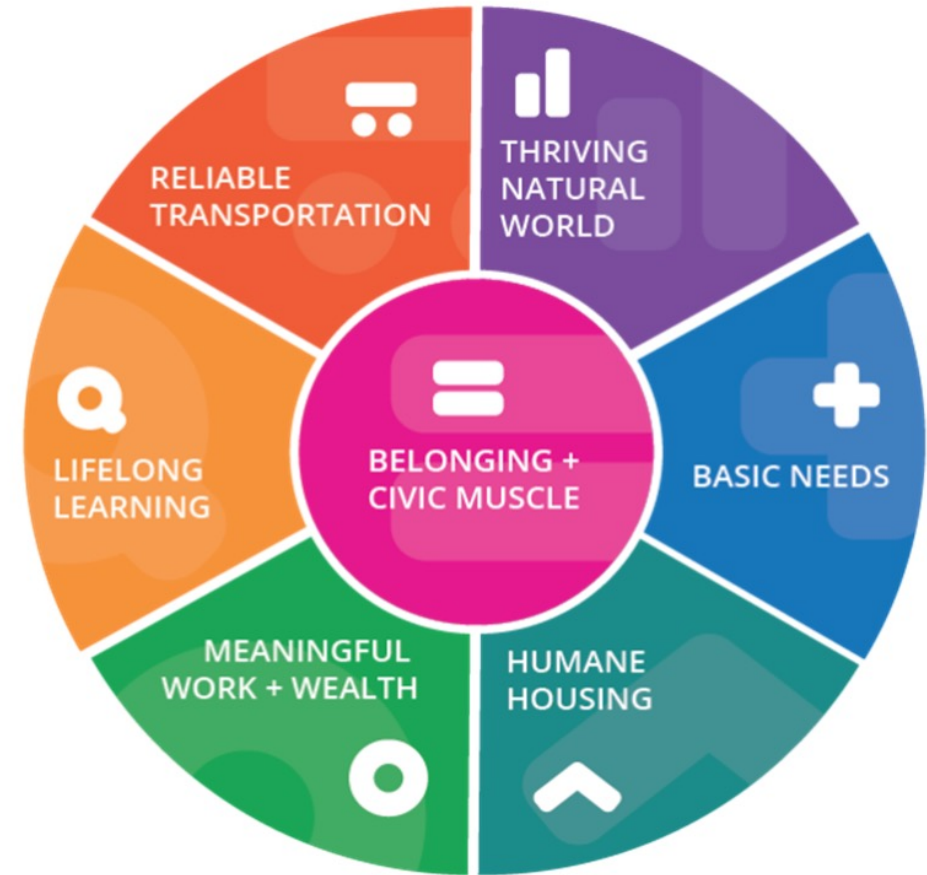 RELIABLE
TRANSPORTATION
THRIVING
NATURAL
WORLD
LIFELONG
LEARNING
BELONGING +
CIVIC MUSCLE
BASIC NEEDS
MEANINGFUL
WORK + WEALTH
HUMANE
HOUSING